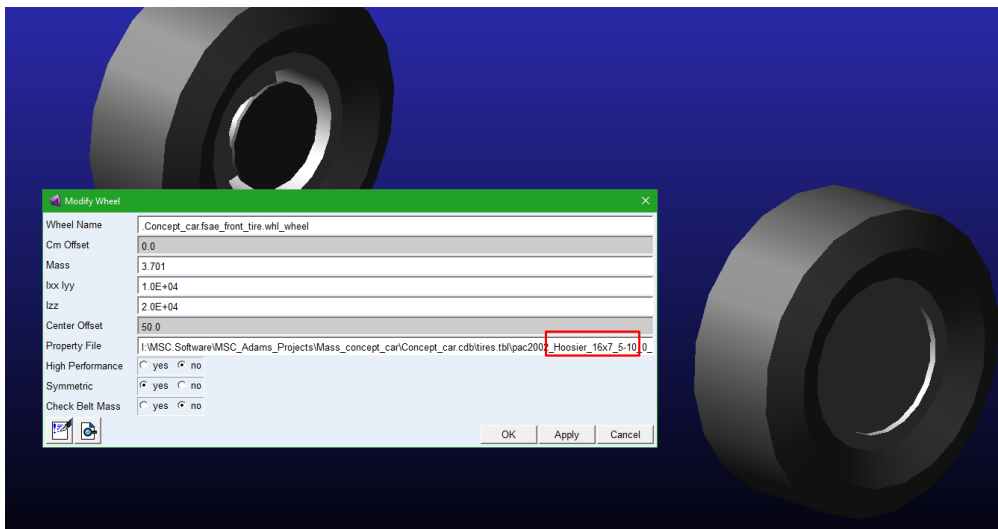 Modify Wheel
Wheel Name .Concept_car.fsae_front_tire.whl_wheel
Cm Offset 0.0
Mass 3.701
Ixx Iyy 1.0E+04
Izz 2.0E+04
Center Offset 50.0
Property File I:\MSC.Software\MSC_Adams_Projects\Mass_concept_car\Concept_car.cdb\tires.tbl\pac2002_Hoosier_16x7_5-10_0_
High Performance yes no
Symmetric yes no
Check Belt Mass yes no
OK Apply Cancel